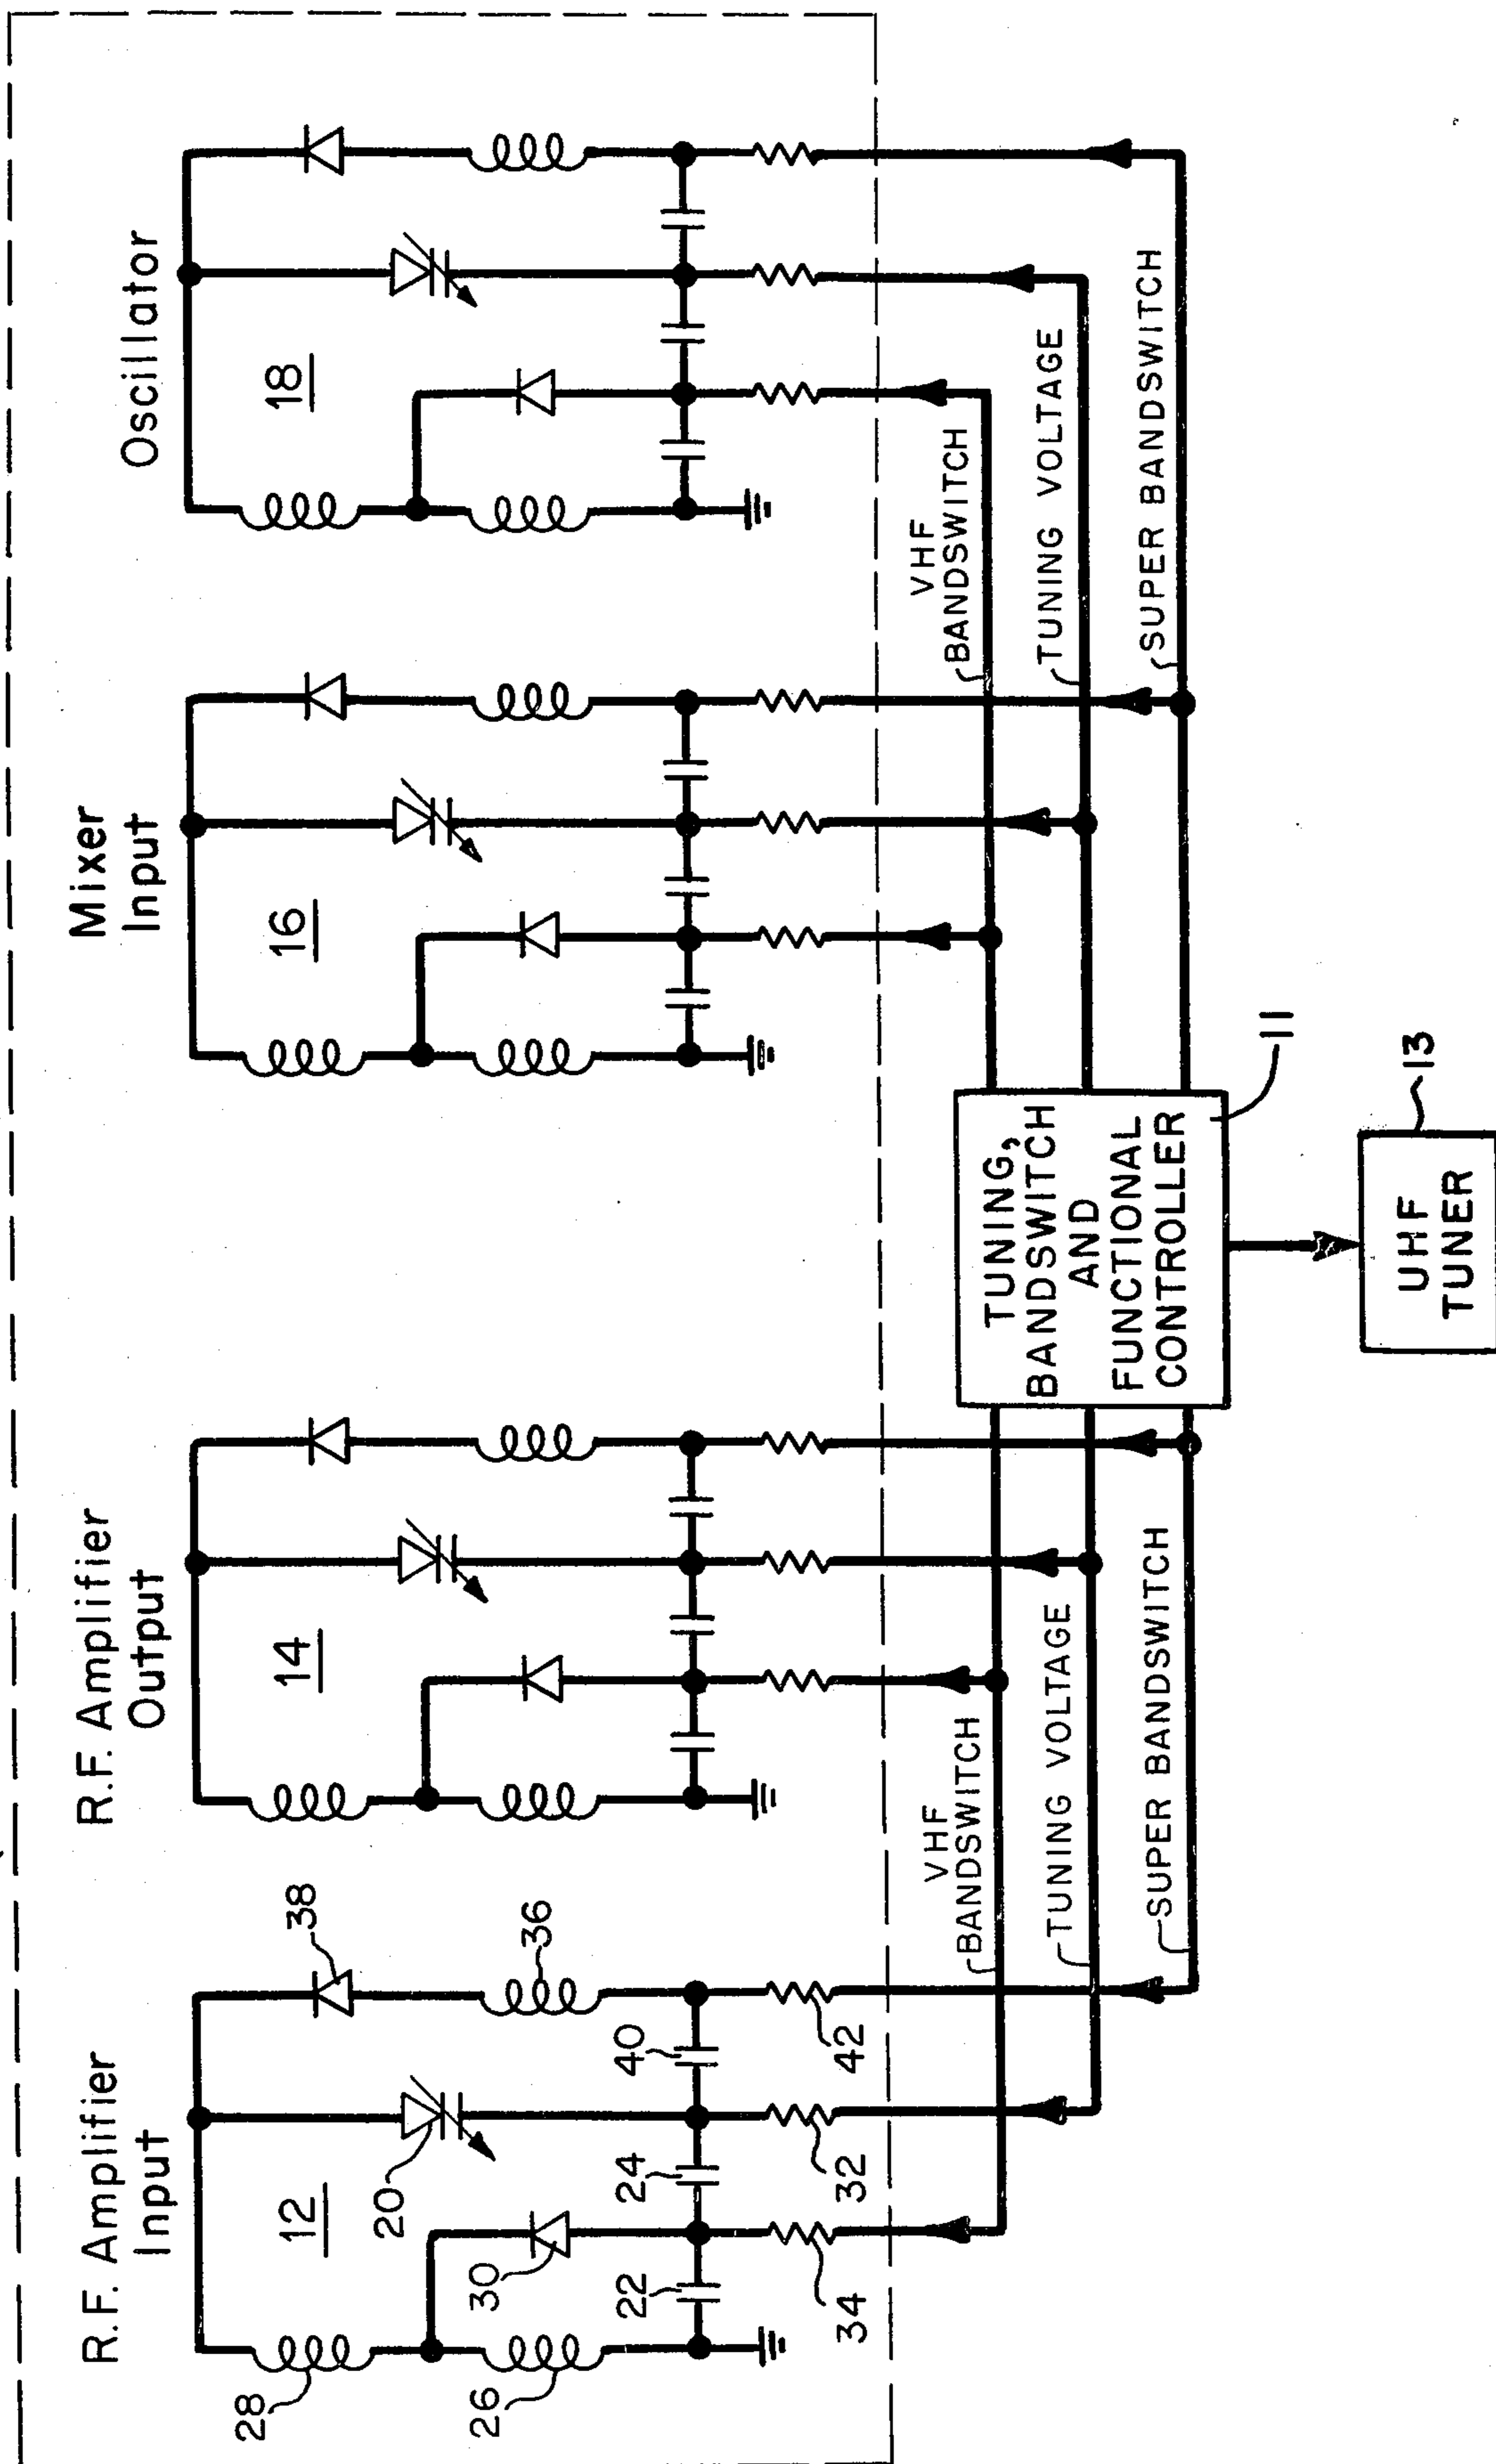 R.F. Amplifier
Input
12
28
26
20
30
22
24
40
38
36
34
32
42
R.F. Amplifier
Output
14
Mixer
Input
16
Oscillator
18
VHF
BANDSWITCH
TUNING VOLTAGE
SUPER BANDSWITCH
TUNING,
BANDSWITCH
AND
FUNCTIONAL
CONTROLLER
11
VHF
BANDSWITCH
TUNING VOLTAGE
SUPER BANDSWITCH
UHF
TUNER
13